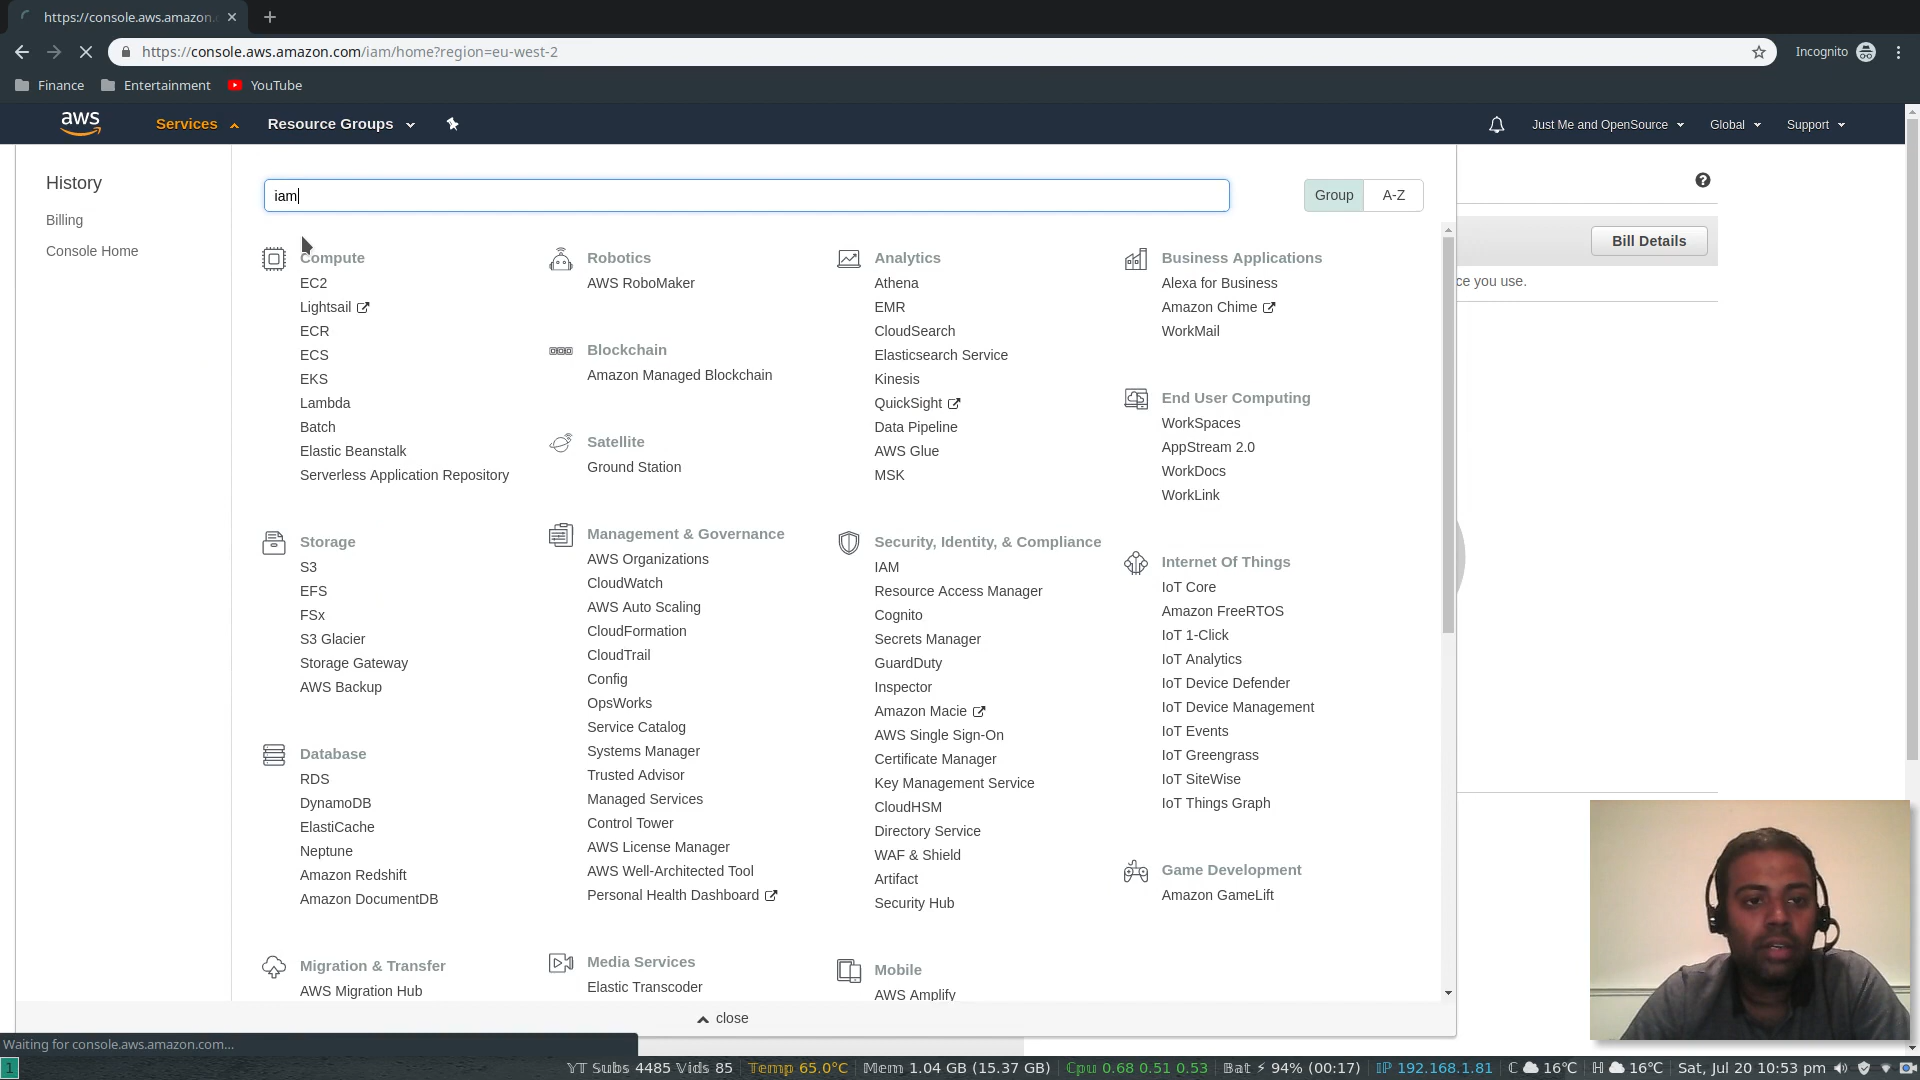 https://console.aws.amazon.
https://console.aws.amazon.com/iam/home?region=eu-west-2
Incognito
Finance
Entertainment
YouTube
aws
Services
Resource Groups
Just Me and OpenSource
Global
Support
History
Billing
Console Home
iam
Group
A-Z
Compute
EC2
Lightsail
ECR
ECS
EKS
Lambda
Batch
Elastic Beanstalk
Serverless Application Repository
Storage
S3
EFS
FSx
S3 Glacier
Storage Gateway
AWS Backup
Database
RDS
DynamoDB
ElastiCache
Neptune
Amazon Redshift
Amazon DocumentDB
Migration & Transfer
AWS Migration Hub
Robotics
AWS RoboMaker
Blockchain
Amazon Managed Blockchain
Satellite
Ground Station
Management & Governance
AWS Organizations
CloudWatch
AWS Auto Scaling
CloudFormation
CloudTrail
Config
OpsWorks
Service Catalog
Systems Manager
Trusted Advisor
Managed Services
Control Tower
AWS License Manager
AWS Well-Architected Tool
Personal Health Dashboard
Media Services
Elastic Transcoder
Analytics
Athena
EMR
CloudSearch
Elasticsearch Service
Kinesis
QuickSight
Data Pipeline
AWS Glue
MSK
Security, Identity, & Compliance
IAM
Resource Access Manager
Cognito
Secrets Manager
GuardDuty
Inspector
Amazon Macie
AWS Single Sign-On
Certificate Manager
Key Management Service
CloudHSM
Directory Service
WAF & Shield
Artifact
Security Hub
Mobile
AWS Amplify
Business Applications
Alexa for Business
Amazon Chime
WorkMail
End User Computing
WorkSpaces
AppStream 2.0
WorkDocs
WorkLink
Internet Of Things
IoT Core
Amazon FreeRTOS
IoT 1-Click
IoT Analytics
IoT Device Defender
IoT Device Management
IoT Events
IoT Greengrass
IoT SiteWise
IoT Things Graph
Game Development
Amazon GameLift
Bill Details
ce you use.
close
Waiting for console.aws.amazon.com...
1
YT Subs 4485 Vids 85 Temp 65.0°C Mem 1.04 GB (15.37 GB) Cpu 0.68 0.51 0.53 Bat ⚡ 94% (00:17) IP 192.168.1.81 C 16°C H 16°C Sat, Jul 20 10:53 pm